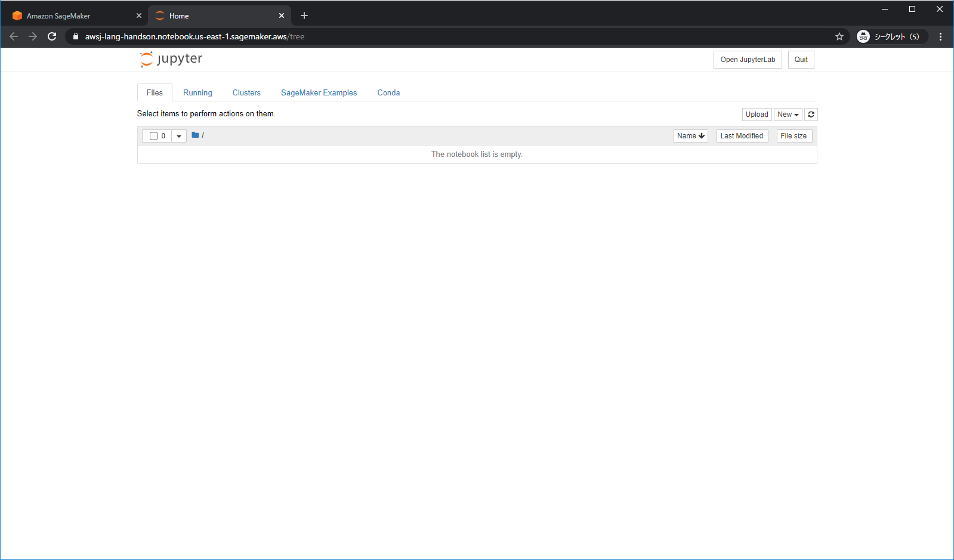 Amazon SageMaker
Home
awsj-lang-handson.notebook.us-east-1.sagemaker.aws/tree
シークレット (5)
jupyter
Open JupyterLab
Quit
Files
Running
Clusters
SageMaker Examples
Conda
Select items to perform actions on them.
Upload
New
0
/
Name
Last Modified
File size
The notebook list is empty.